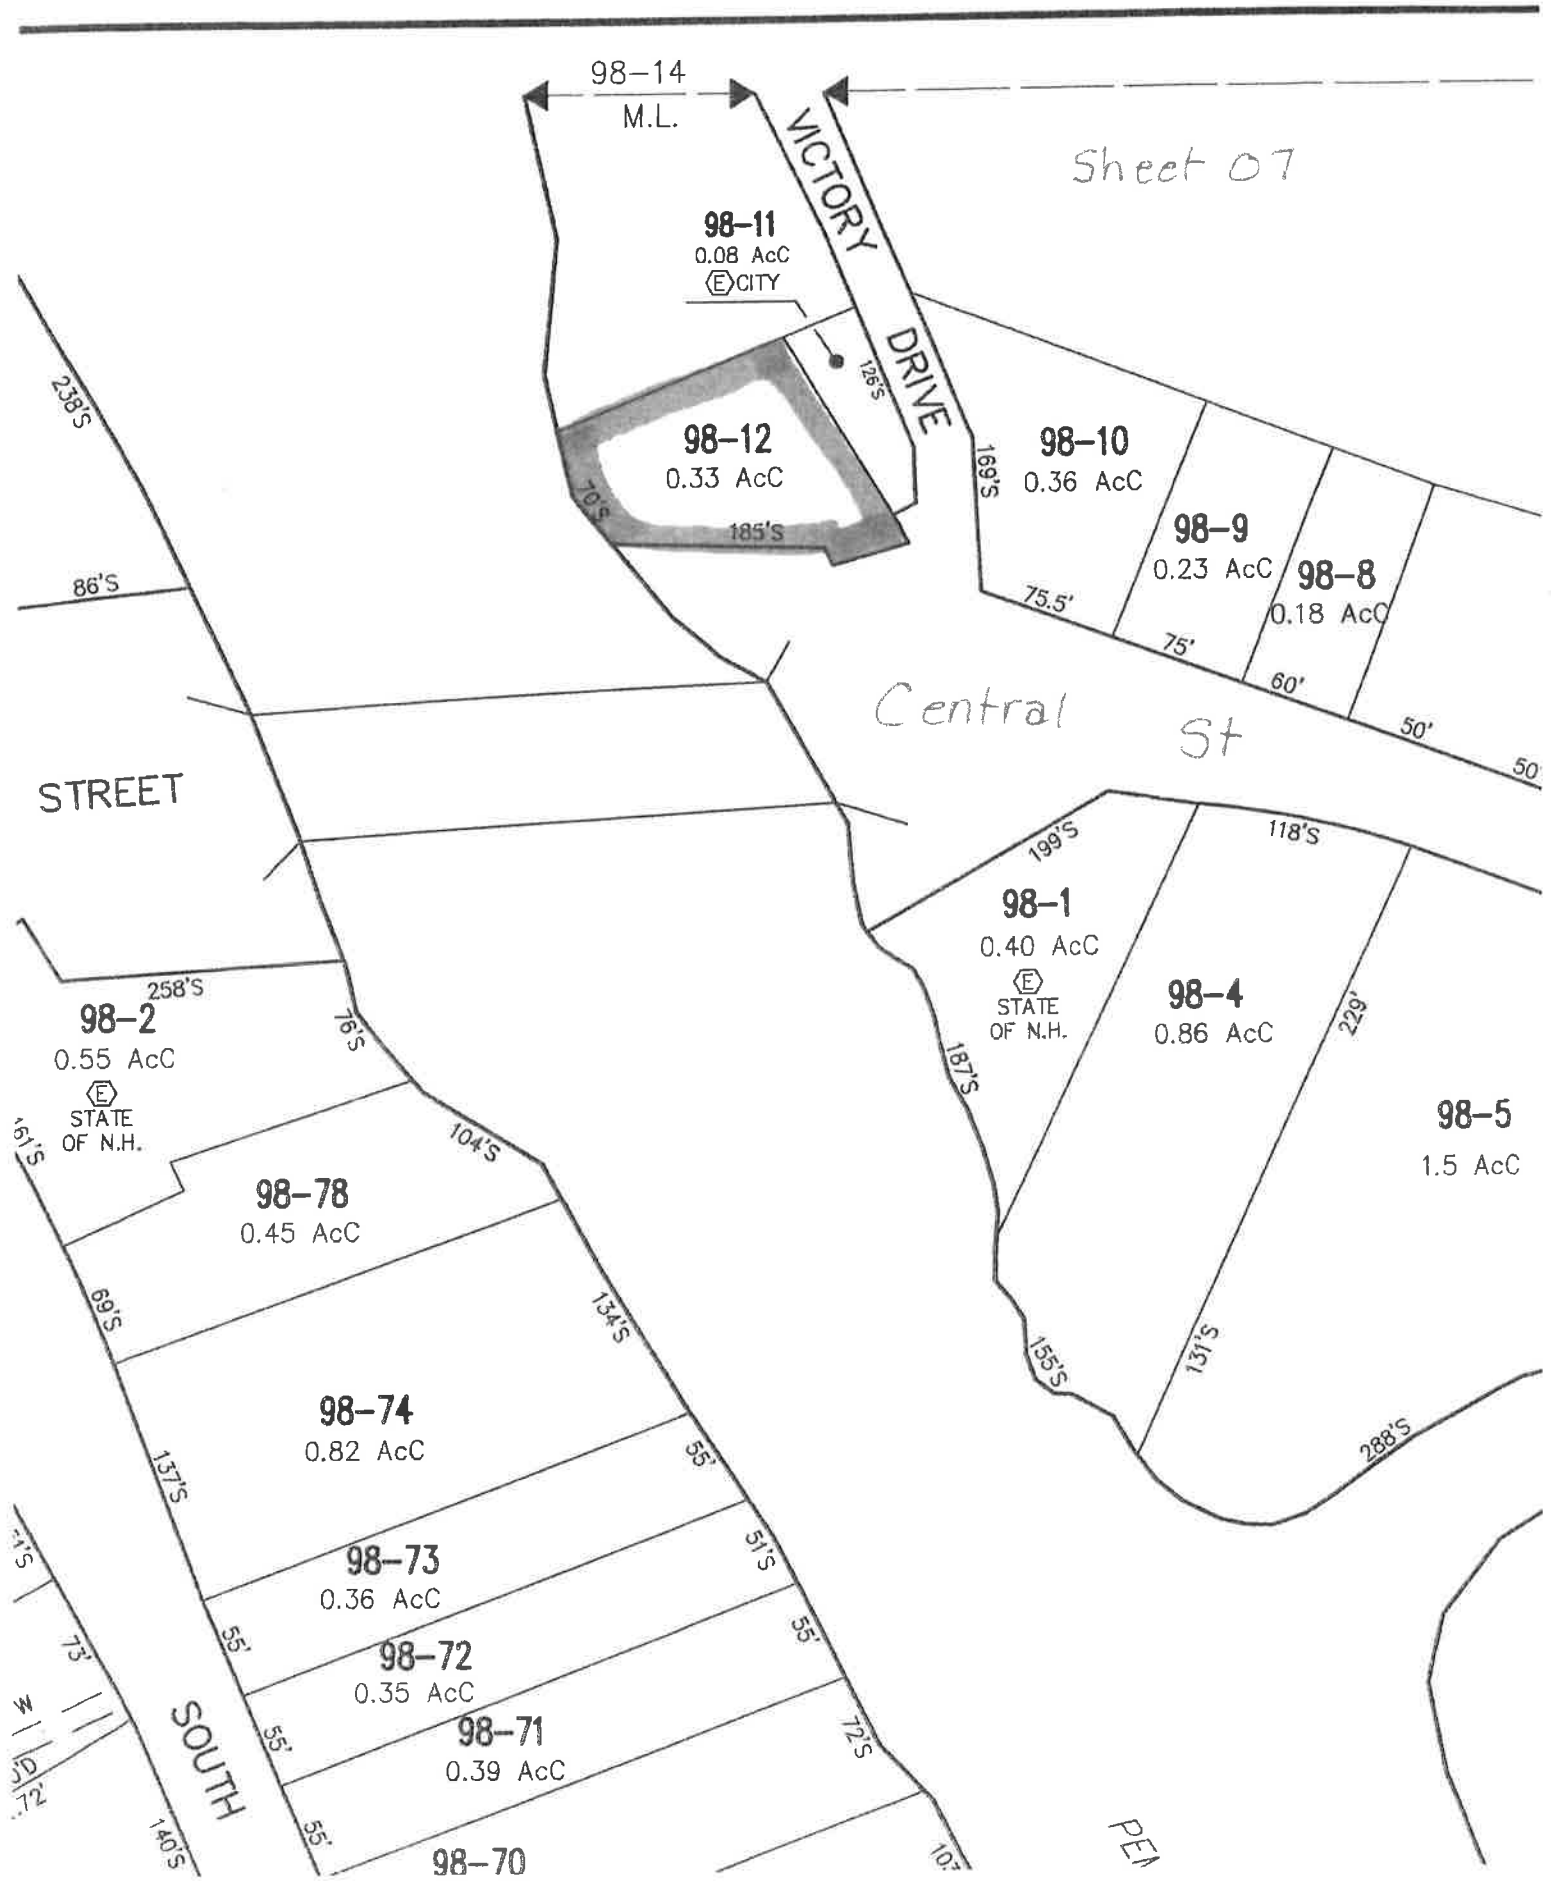 98-14
M.L.
VICTORY
DRIVE
Sheet 07
98-11
0.08 AcC
E CITY
126'S
238'S
98-12
0.33 AcC
70'S
185'S
169'S
98-10
0.36 AcC
98-9
0.23 AcC
98-8
0.18 AcC
86'S
75.5'
75'
60'
50'
50'
Central St
STREET
199'S
118'S
98-1
0.40 AcC
E
STATE
OF N.H.
98-4
0.86 AcC
229'
258'S
98-2
0.55 AcC
E
STATE
OF N.H.
76'S
187'S
98-5
1.5 AcC
161'S
104'S
98-78
0.45 AcC
69'S
134'S
155'S
131'S
98-74
0.82 AcC
137'S
55'
288'S
98-73
0.36 AcC
51'S
55'
73'
98-72
0.35 AcC
55'
W
SOUTH
98-71
0.39 AcC
55'
72'S
140'S
55'
98-70